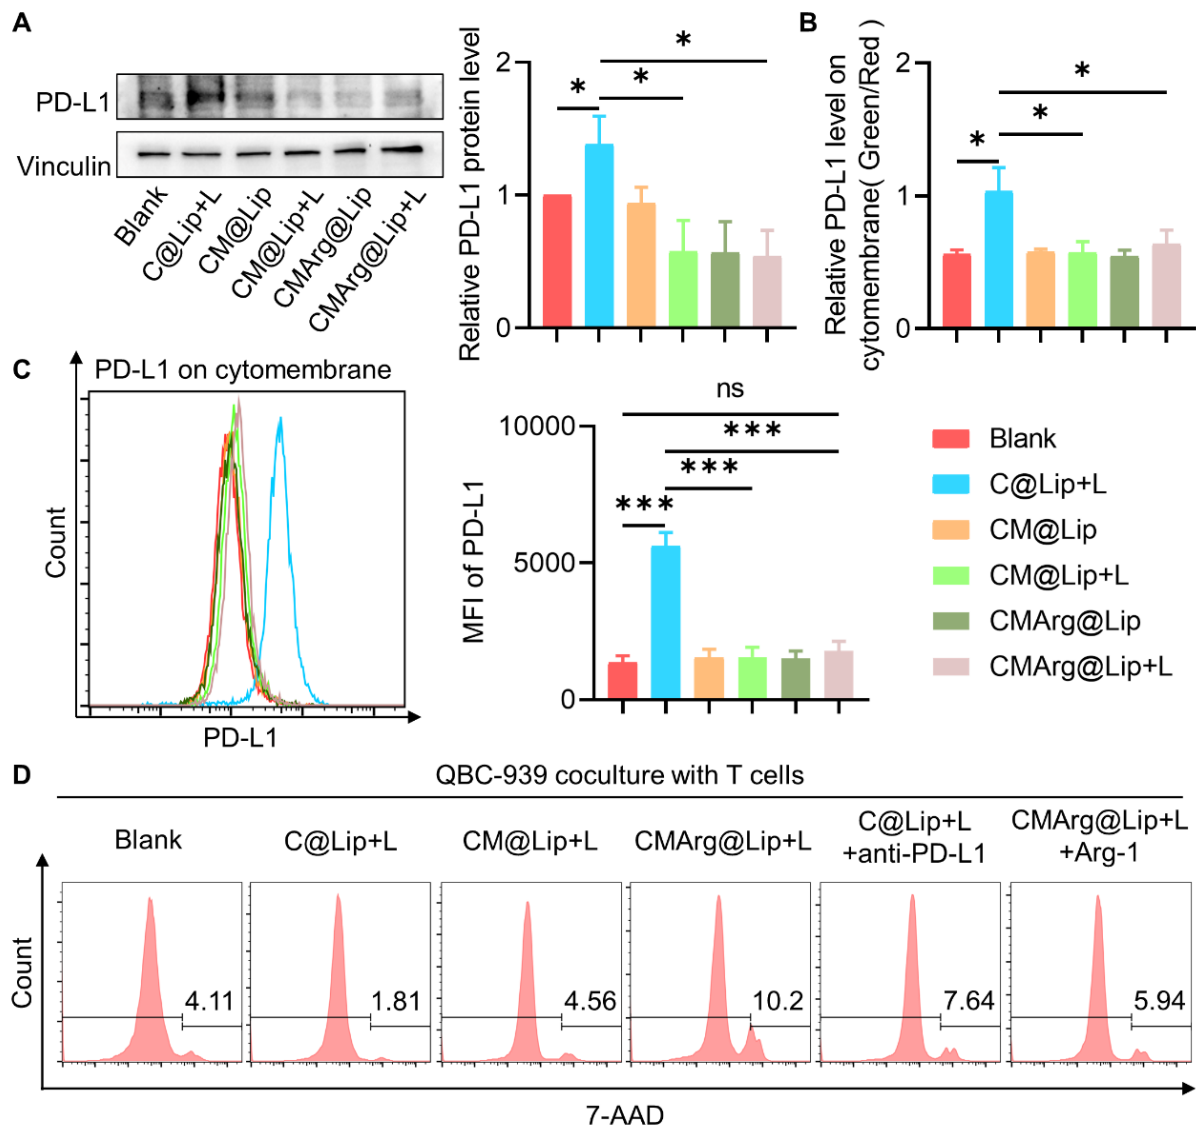 A
PD-L1
Vinculin
Blank
C@Lip+L
CM@Lip
CM@Lip+L
CMArg@Lip
CMArg@Lip+L
Relative PD-L1 protein level
2
1
0
*
*
*
B
Relative PD-L1 level on
cytomembrane( Green/Red )
2
1
0
*
*
*
C
PD-L1 on cytomembrane
Count
PD-L1
MFI of PD-L1
10000
5000
0
ns
***
***
***
Blank
C@Lip+L
CM@Lip
CM@Lip+L
CMArg@Lip
CMArg@Lip+L
D
QBC-939 coculture with T cells
Blank
C@Lip+L
CM@Lip+L
CMArg@Lip+L
C@Lip+L
+anti-PD-L1
CMArg@Lip+L
+Arg-1
Count
4.11
1.81
4.56
10.2
7.64
5.94
7-AAD